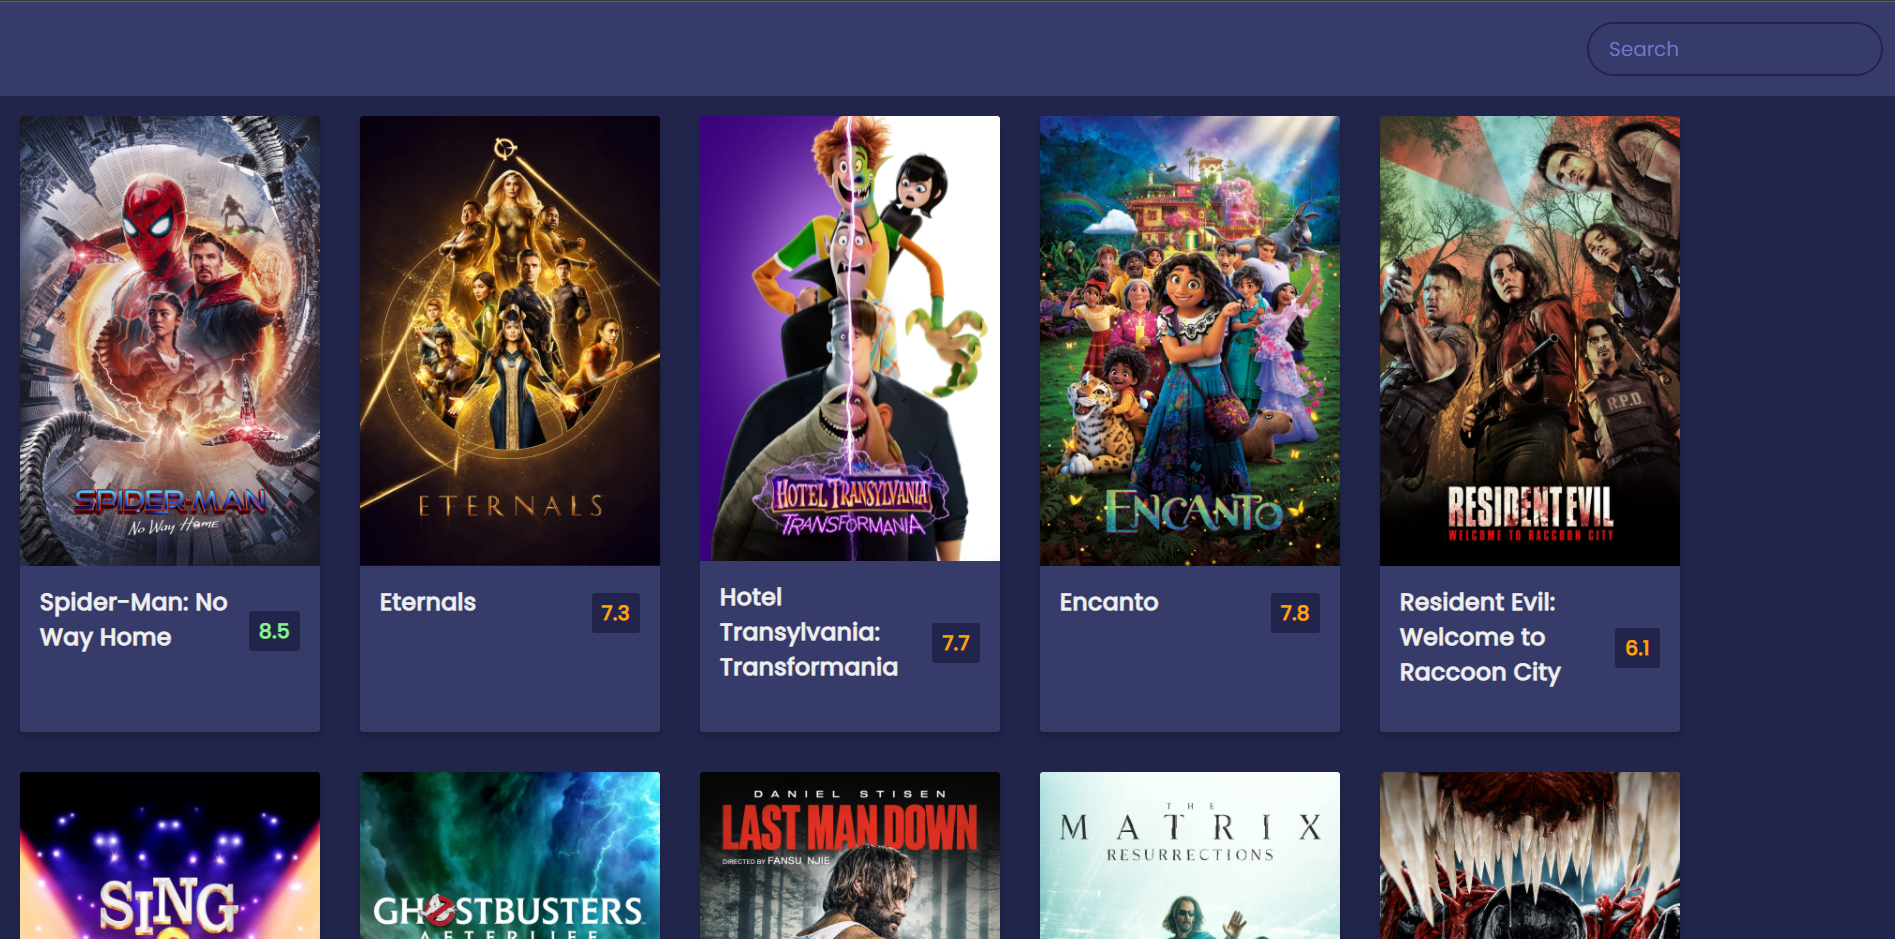 Search
SPIDER-MAN
No Way Home
ETERNALS
HOTEL TRANSYLVANIA
TRANSFORMANIA
ENCANTO
R.P.D.
RESIDENT EVIL
WELCOME TO RACCOON CITY
Spider-Man: No
Way Home
8.5
Eternals
7.3
Hotel
Transylvania:
Transformania
7.7
Encanto
7.8
Resident Evil:
Welcome to
Raccoon City
6.1
SING
GHOSTBUSTERS
AFTERLIFE
DANIEL STISEN
LAST MAN DOWN
DIRECTED BY FANSU NJIE
THE
MATRIX
RESURRECTIONS